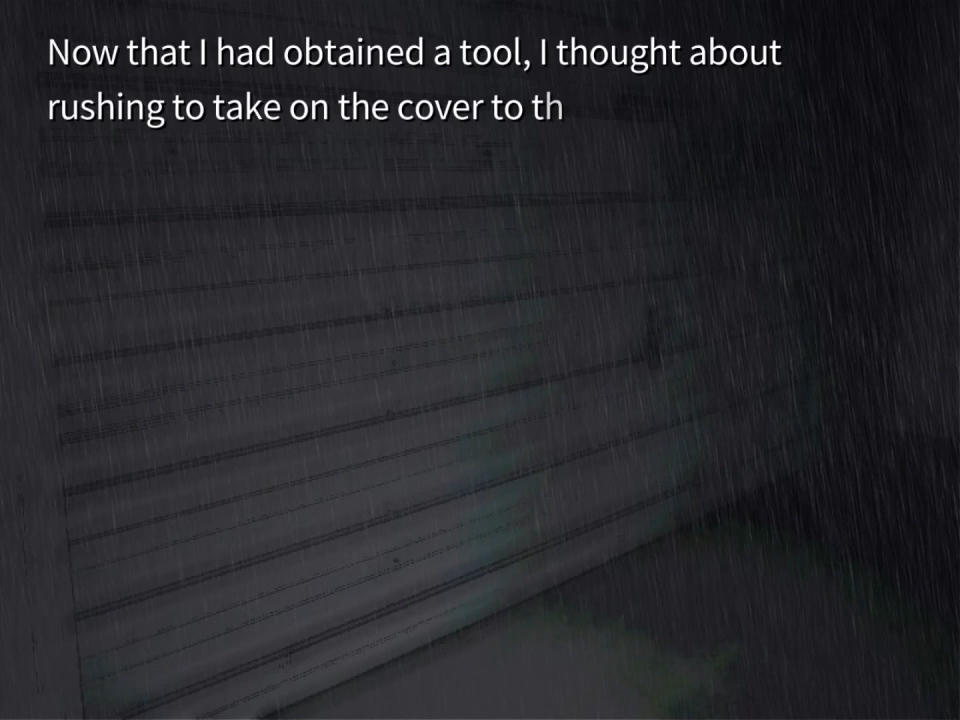 Now that I had obtained a tool, I thought about
rushing to take on the cover to th